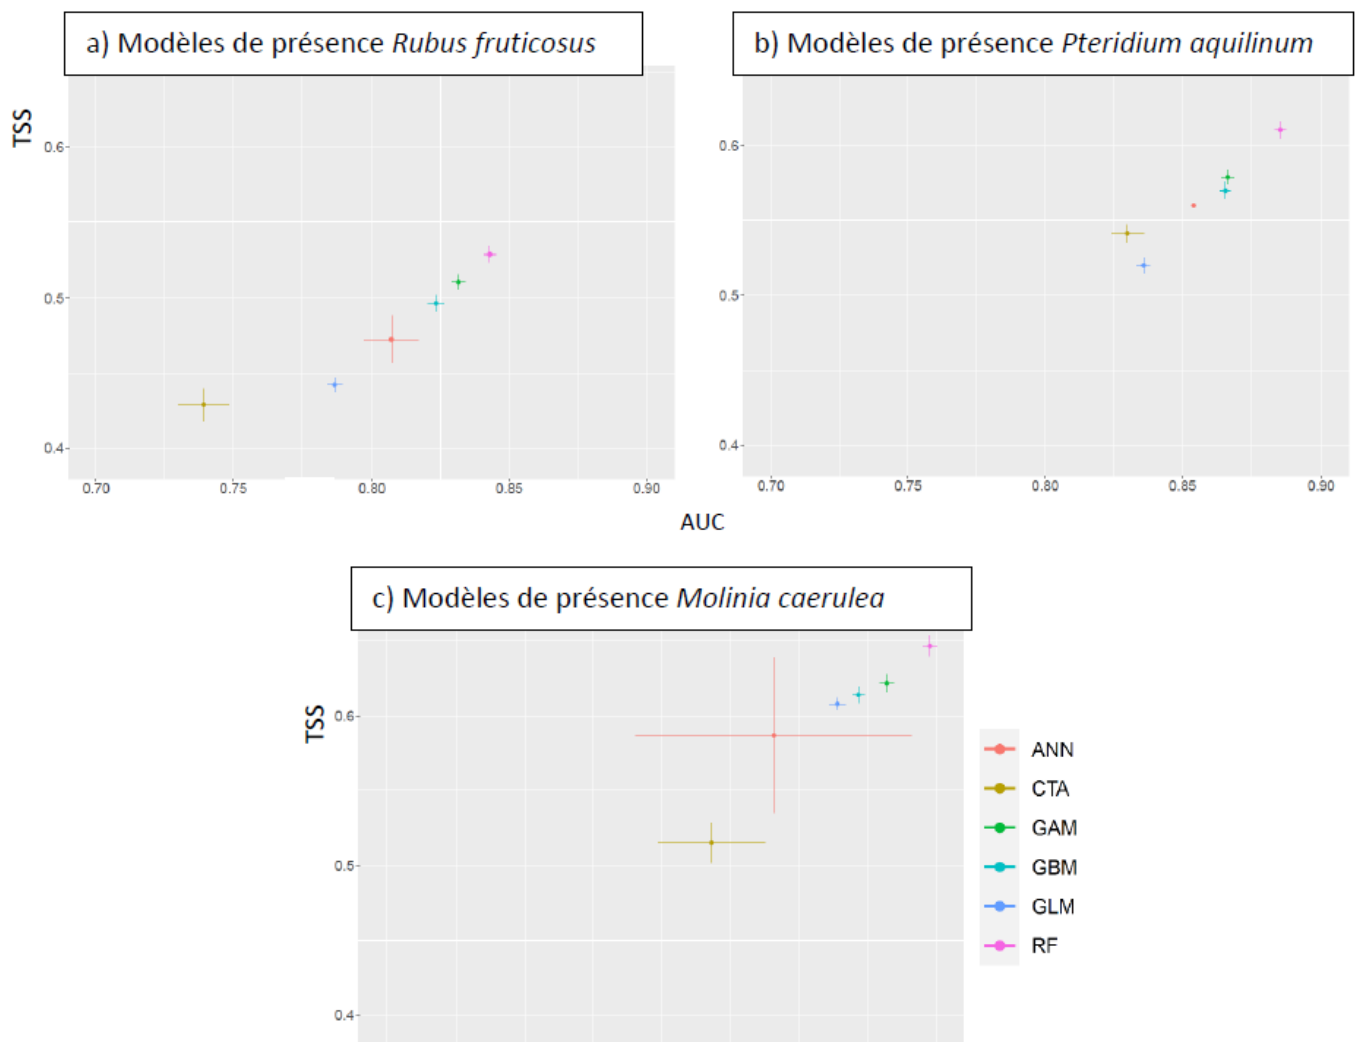 a) Modèles de présence Rubus fruticosus
b) Modèles de présence Pteridium aquilinum
TSS
0.6
0.5
0.4
0.70 0.75 0.80 0.85 0.90
0.6
0.5
0.4
0.70 0.75 0.80 0.85 0.90
AUC
c) Modèles de présence Molinia caerulea
TSS
0.6
0.5
0.4
ANN
CTA
GAM
GBM
GLM
RF